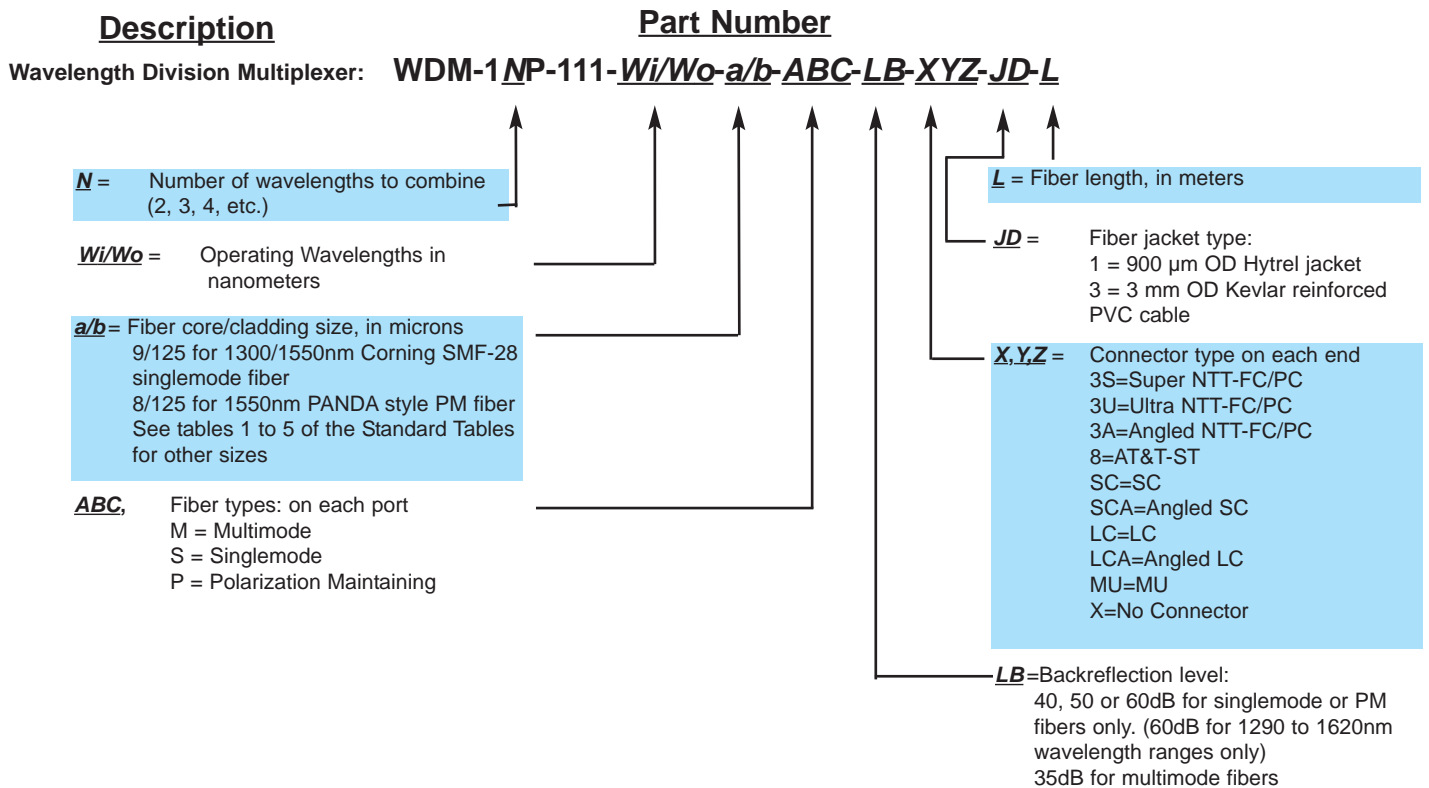 Description
Part Number
Wavelength Division Multiplexer: WDM-1NP-111-Wi/Wo-a/b-ABC-LB-XYZ-JD-L
N = Number of wavelengths to combine
(2, 3, 4, etc.)
Wi/Wo = Operating Wavelengths in
nanometers
a/b= Fiber core/cladding size, in microns
9/125 for 1300/1550nm Corning SMF-28
singlemode fiber
8/125 for 1550nm PANDA style PM fiber
See tables 1 to 5 of the Standard Tables
for other sizes
ABC, Fiber types: on each port
M = Multimode
S = Singlemode
P = Polarization Maintaining
L = Fiber length, in meters
JD = Fiber jacket type:
1 = 900 µm OD Hytrel jacket
3 = 3 mm OD Kevlar reinforced
PVC cable
X,Y,Z = Connector type on each end
3S=Super NTT-FC/PC
3U=Ultra NTT-FC/PC
3A=Angled NTT-FC/PC
8=AT&T-ST
SC=SC
SCA=Angled SC
LC=LC
LCA=Angled LC
MU=MU
X=No Connector
LB=Backreflection level:
40, 50 or 60dB for singlemode or PM
fibers only. (60dB for 1290 to 1620nm
wavelength ranges only)
35dB for multimode fibers